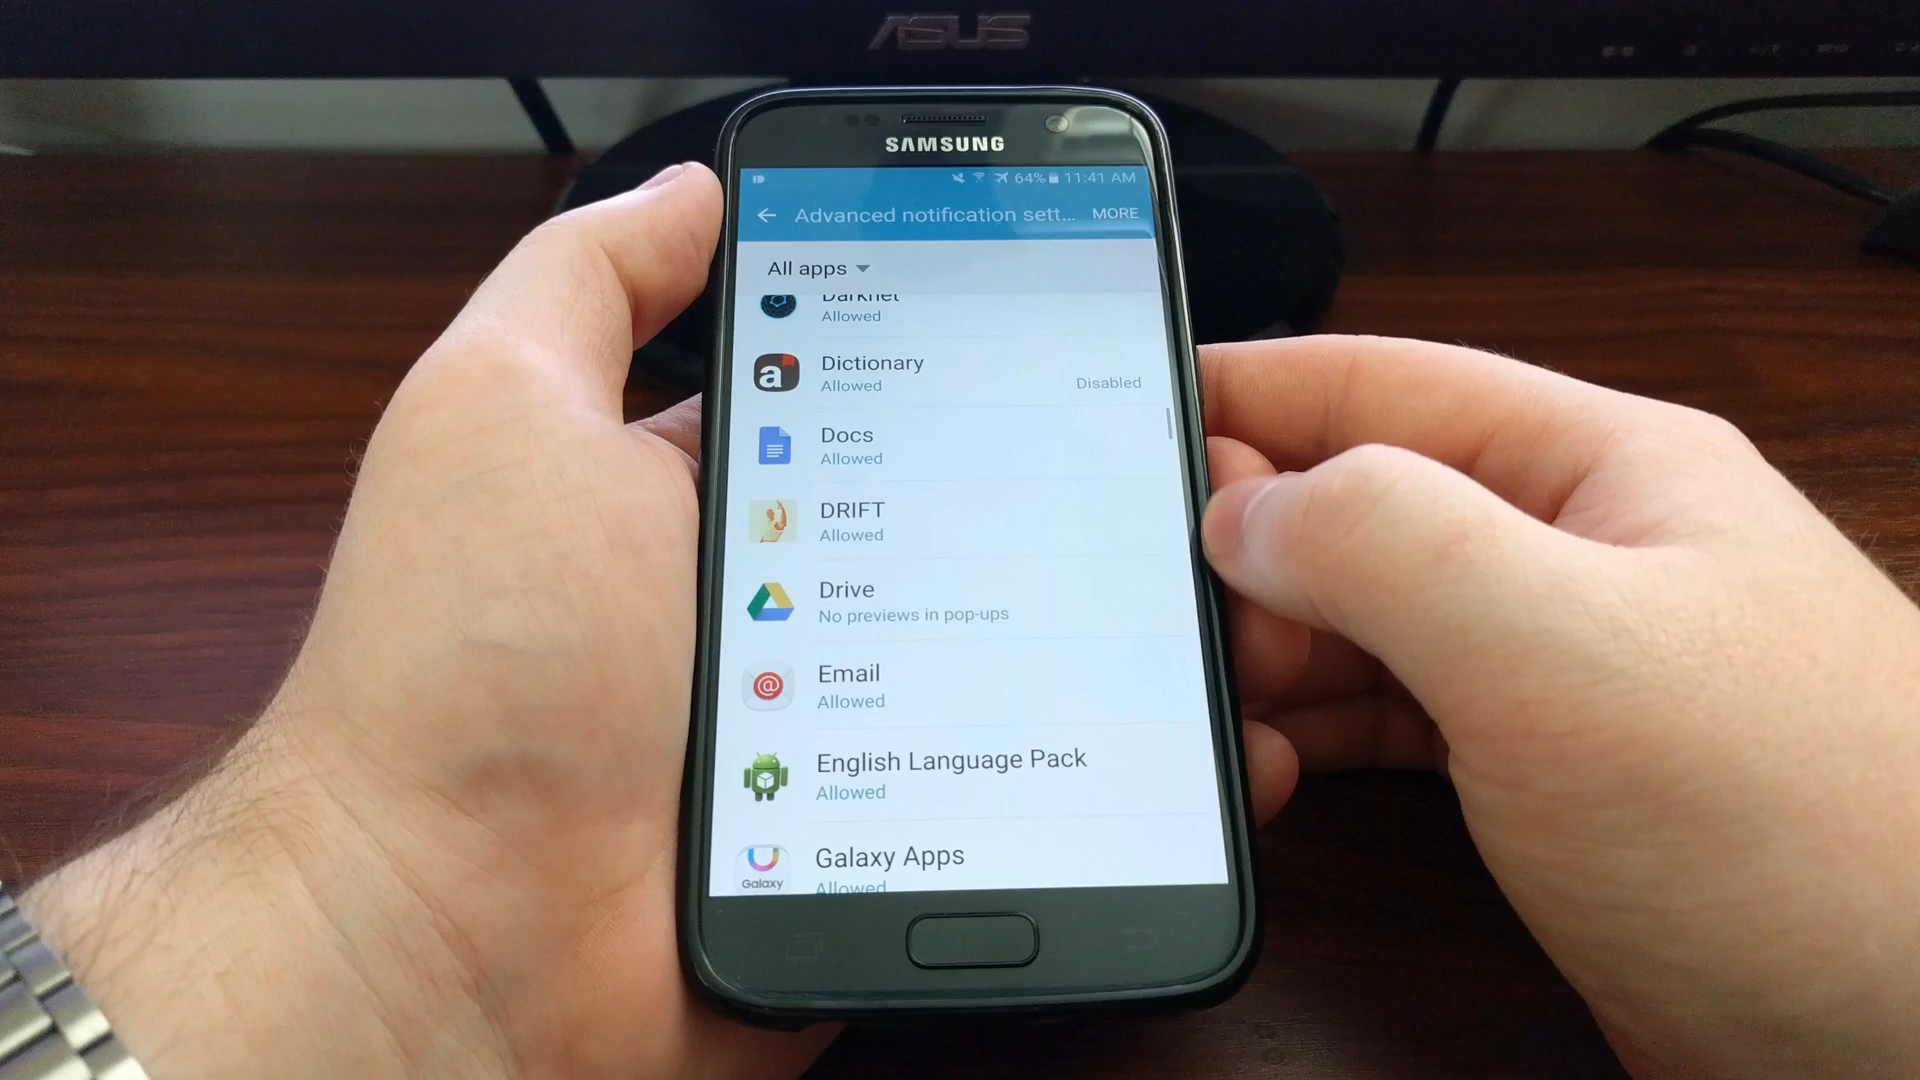 ASUS
SAMSUNG
64% 11:41 AM
Advanced notification sett... MORE
All apps
Darknet
Allowed
Dictionary
Allowed
Disabled
Docs
Allowed
DRIFT
Allowed
Drive
No previews in pop-ups
Email
Allowed
English Language Pack
Allowed
Galaxy Apps
Galaxy
Allowed